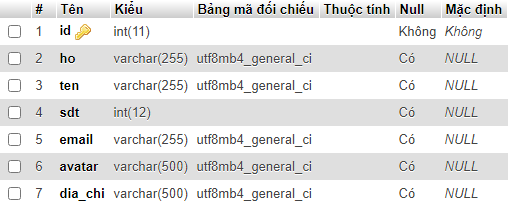 # Tên Kiểu Bảng mã đối chiếu Thuộc tính Null Mặc định
1 id int(11) Không Không
2 ho varchar(255) utf8mb4_general_ci Có NULL
3 ten varchar(255) utf8mb4_general_ci Có NULL
4 sdt int(12) Có NULL
5 email varchar(255) utf8mb4_general_ci Có NULL
6 avatar varchar(500) utf8mb4_general_ci Có NULL
7 dia_chi varchar(500) utf8mb4_general_ci Có NULL